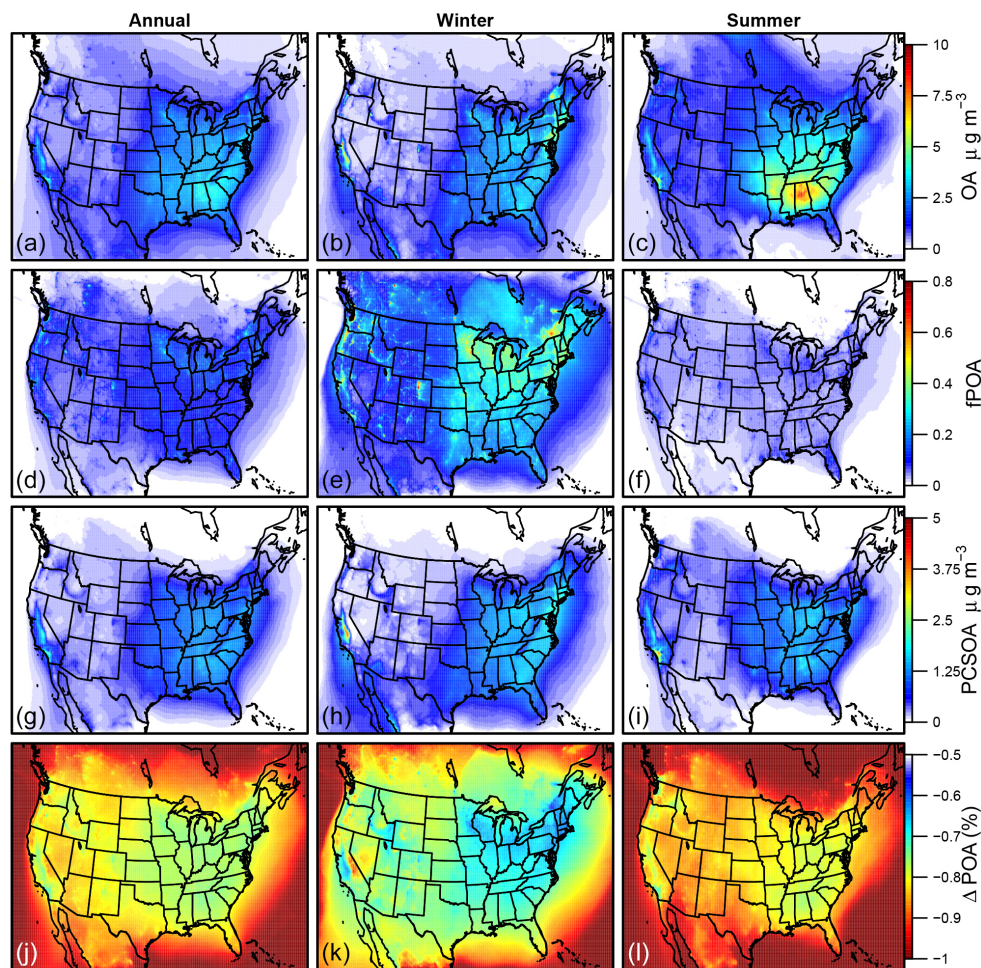 Annual Winter Summer
(a) (b) (c)
10
7.5
5
2.5
0
OA μ g m−3
(d) (e) (f)
0.8
0.6
0.4
0.2
0
fPOA
(g) (h) (i)
5
3.75
2.5
1.25
0
PCSOA μ g m−3
(j) (k) (l)
−0.5
−0.6
−0.7
−0.8
−0.9
−1
Δ POA (%)